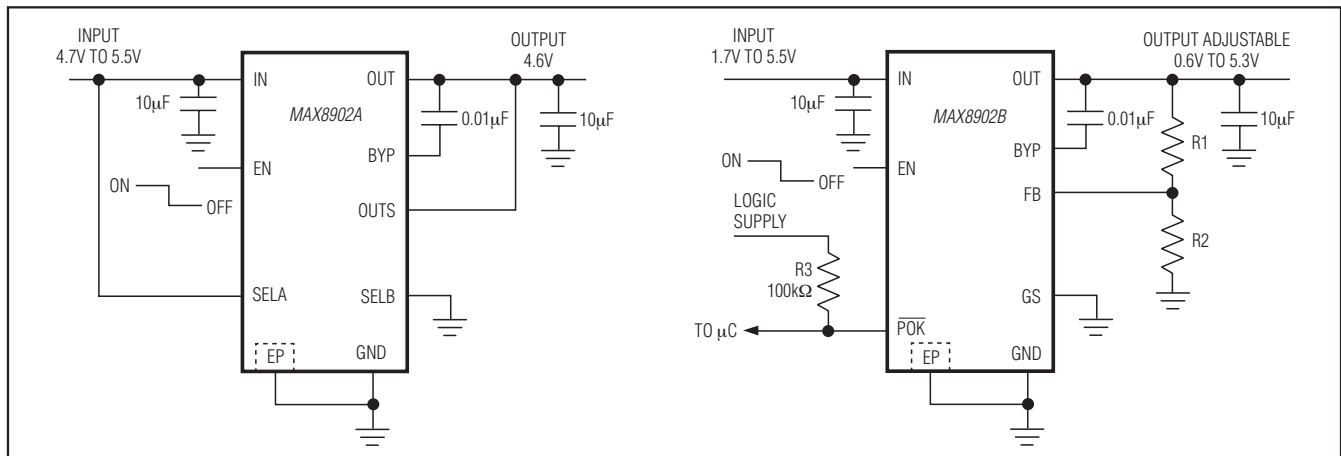 INPUT
4.7V TO 5.5V
OUTPUT
4.6V
IN
OUT
10μF
MAX8902A
0.01μF
10μF
BYP
EN
ON
OFF
OUTS
SELA
SELB
EP
GND
INPUT
1.7V TO 5.5V
OUTPUT ADJUSTABLE
0.6V TO 5.3V
IN
OUT
10μF
MAX8902B
0.01μF
10μF
R1
BYP
ON
OFF
EN
FB
LOGIC
SUPPLY
R2
R3
100kΩ
GS
TO μC
POK
EP
GND